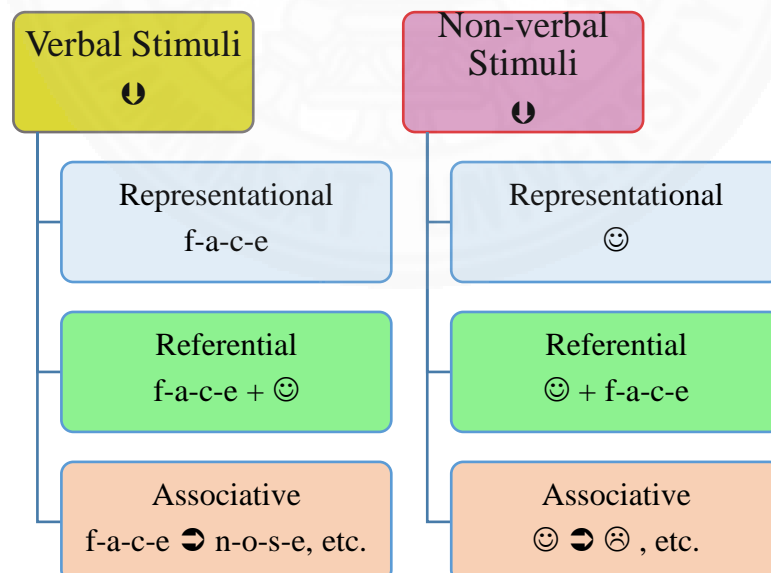 Verbal Stimuli
⮋
Representational
f-a-c-e
Referential
f-a-c-e + ☺
Associative
f-a-c-e ➲ n-o-s-e, etc.
Non-verbal
Stimuli
⮋
Representational
☺
Referential
☺ + f-a-c-e
Associative
☺ ➲ ☹ , etc.